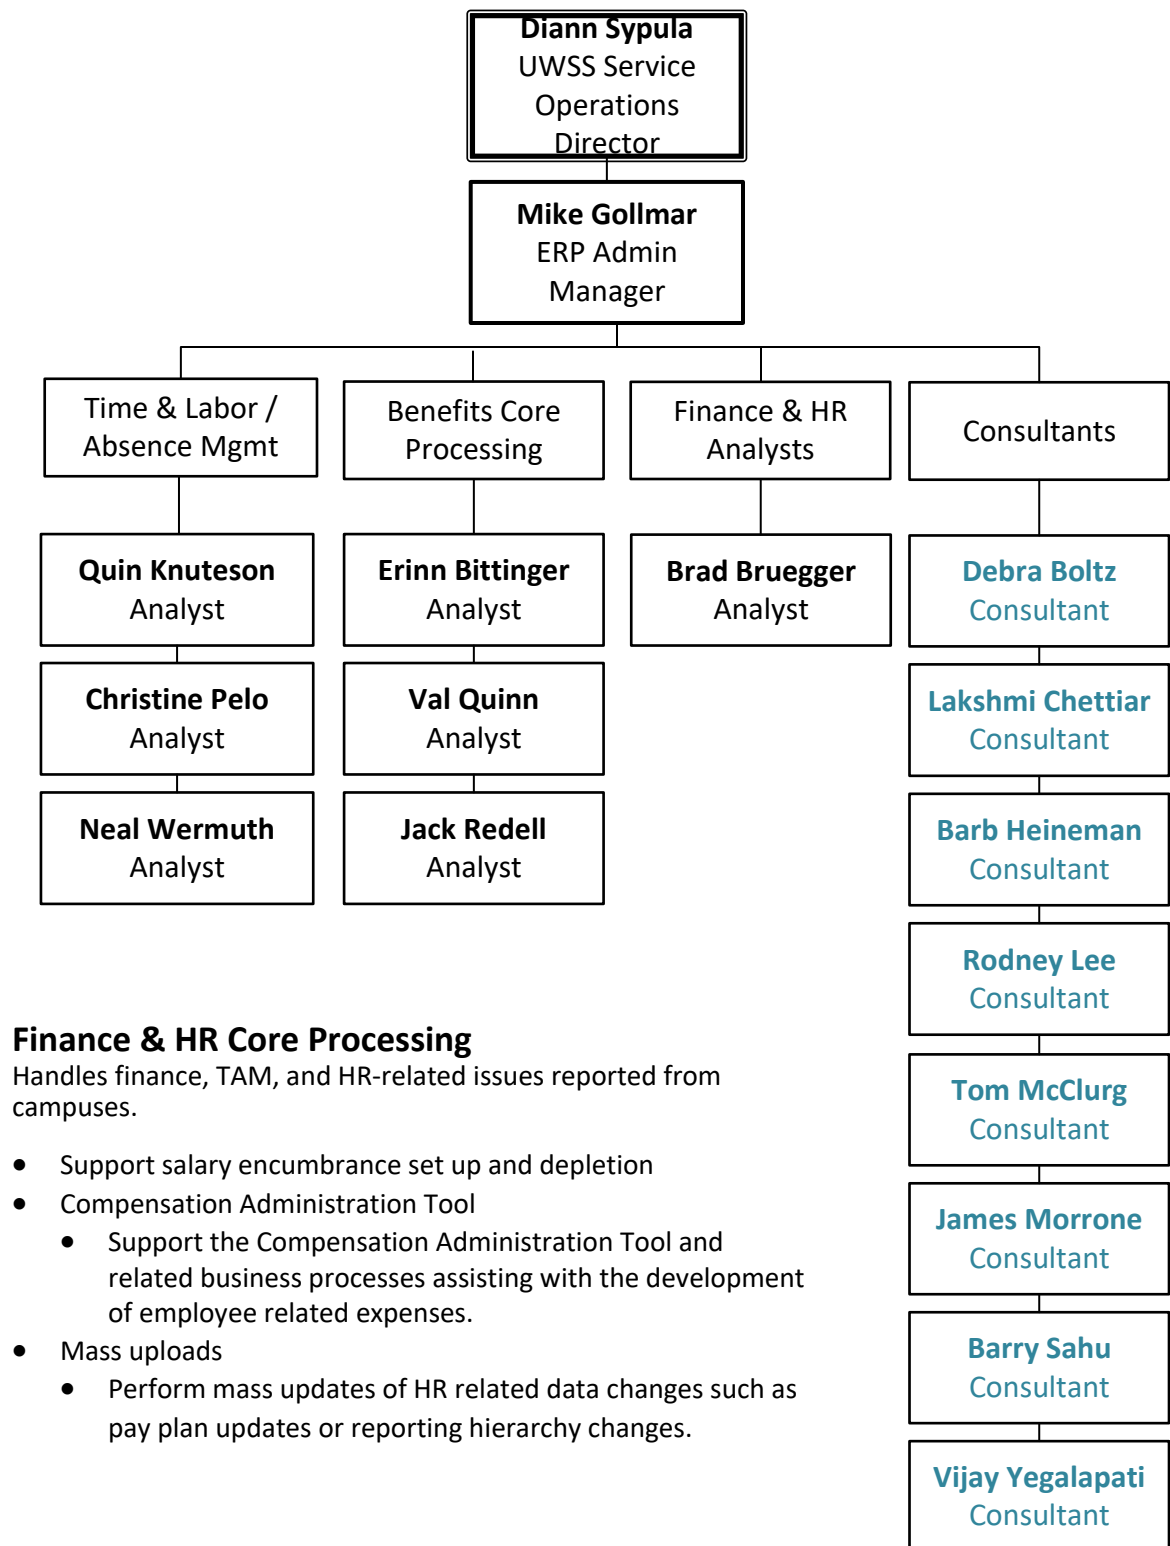 Diann Sypula
UWSS Service
Operations
Director
Mike Gollmar
ERP Admin
Manager
Time & Labor /
Absence Mgmt
Benefits Core
Processing
Finance & HR
Analysts
Consultants
Quin Knuteson
Analyst
Erinn Bittinger
Analyst
Brad Bruegger
Analyst
Debra Boltz
Consultant
Christine Pelo
Analyst
Val Quinn
Analyst
Lakshmi Chettiar
Consultant
Neal Wermuth
Analyst
Jack Redell
Analyst
Barb Heineman
Consultant
Rodney Lee
Consultant
Tom McClurg
Consultant
James Morrone
Consultant
Barry Sahu
Consultant
Vijay Yegalapati
Consultant
Finance & HR Core Processing
Handles finance, TAM, and HR-related issues reported from
campuses.
• Support salary encumbrance set up and depletion
• Compensation Administration Tool
• Support the Compensation Administration Tool and
related business processes assisting with the development
of employee related expenses.
• Mass uploads
• Perform mass updates of HR related data changes such as
pay plan updates or reporting hierarchy changes.